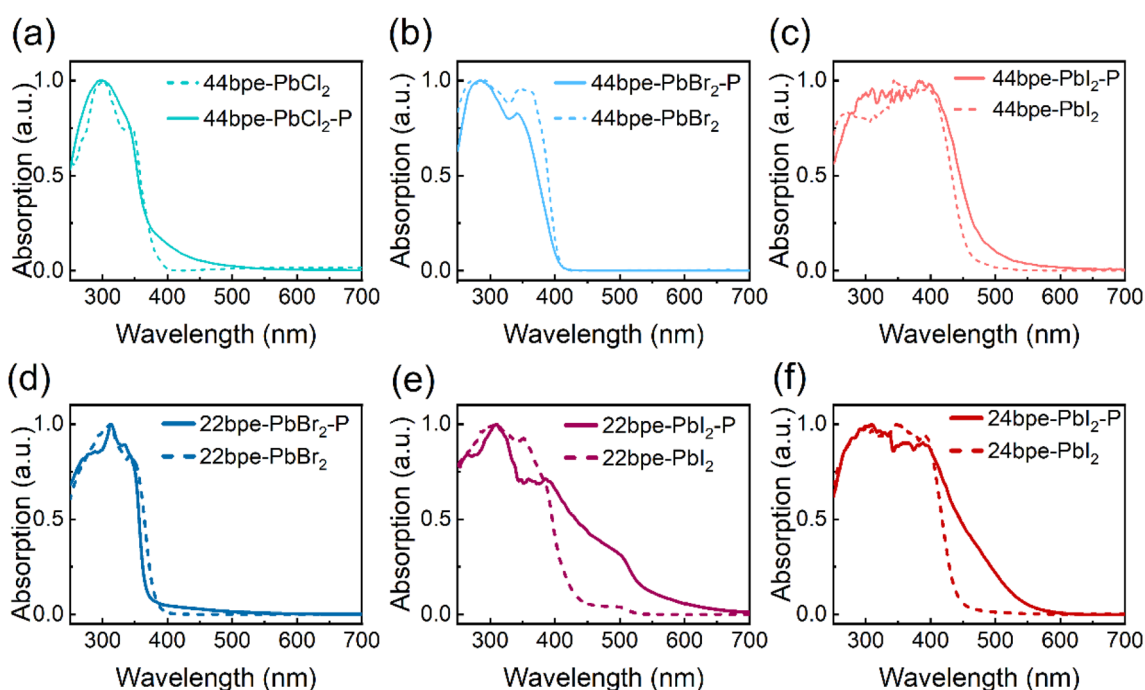 (a)
44bpe-PbCl₂
44bpe-PbCl₂-P
Absorption (a.u.)
1.0
0.5
0.0
300 400 500 600 700
Wavelength (nm)
(b)
44bpe-PbBr₂-P
44bpe-PbBr₂
Absorption (a.u.)
1.0
0.5
0.0
300 400 500 600 700
Wavelength (nm)
(c)
44bpe-PbI₂-P
44bpe-PbI₂
Absorption (a.u.)
1.0
0.5
0.0
300 400 500 600 700
Wavelength (nm)
(d)
22bpe-PbBr₂-P
22bpe-PbBr₂
Absorption (a.u.)
1.0
0.5
0.0
300 400 500 600 700
Wavelength (nm)
(e)
22bpe-PbI₂-P
22bpe-PbI₂
Absorption (a.u.)
1.0
0.5
0.0
300 400 500 600 700
Wavelength (nm)
(f)
24bpe-PbI₂-P
24bpe-PbI₂
Absorption (a.u.)
1.0
0.5
0.0
300 400 500 600 700
Wavelength (nm)